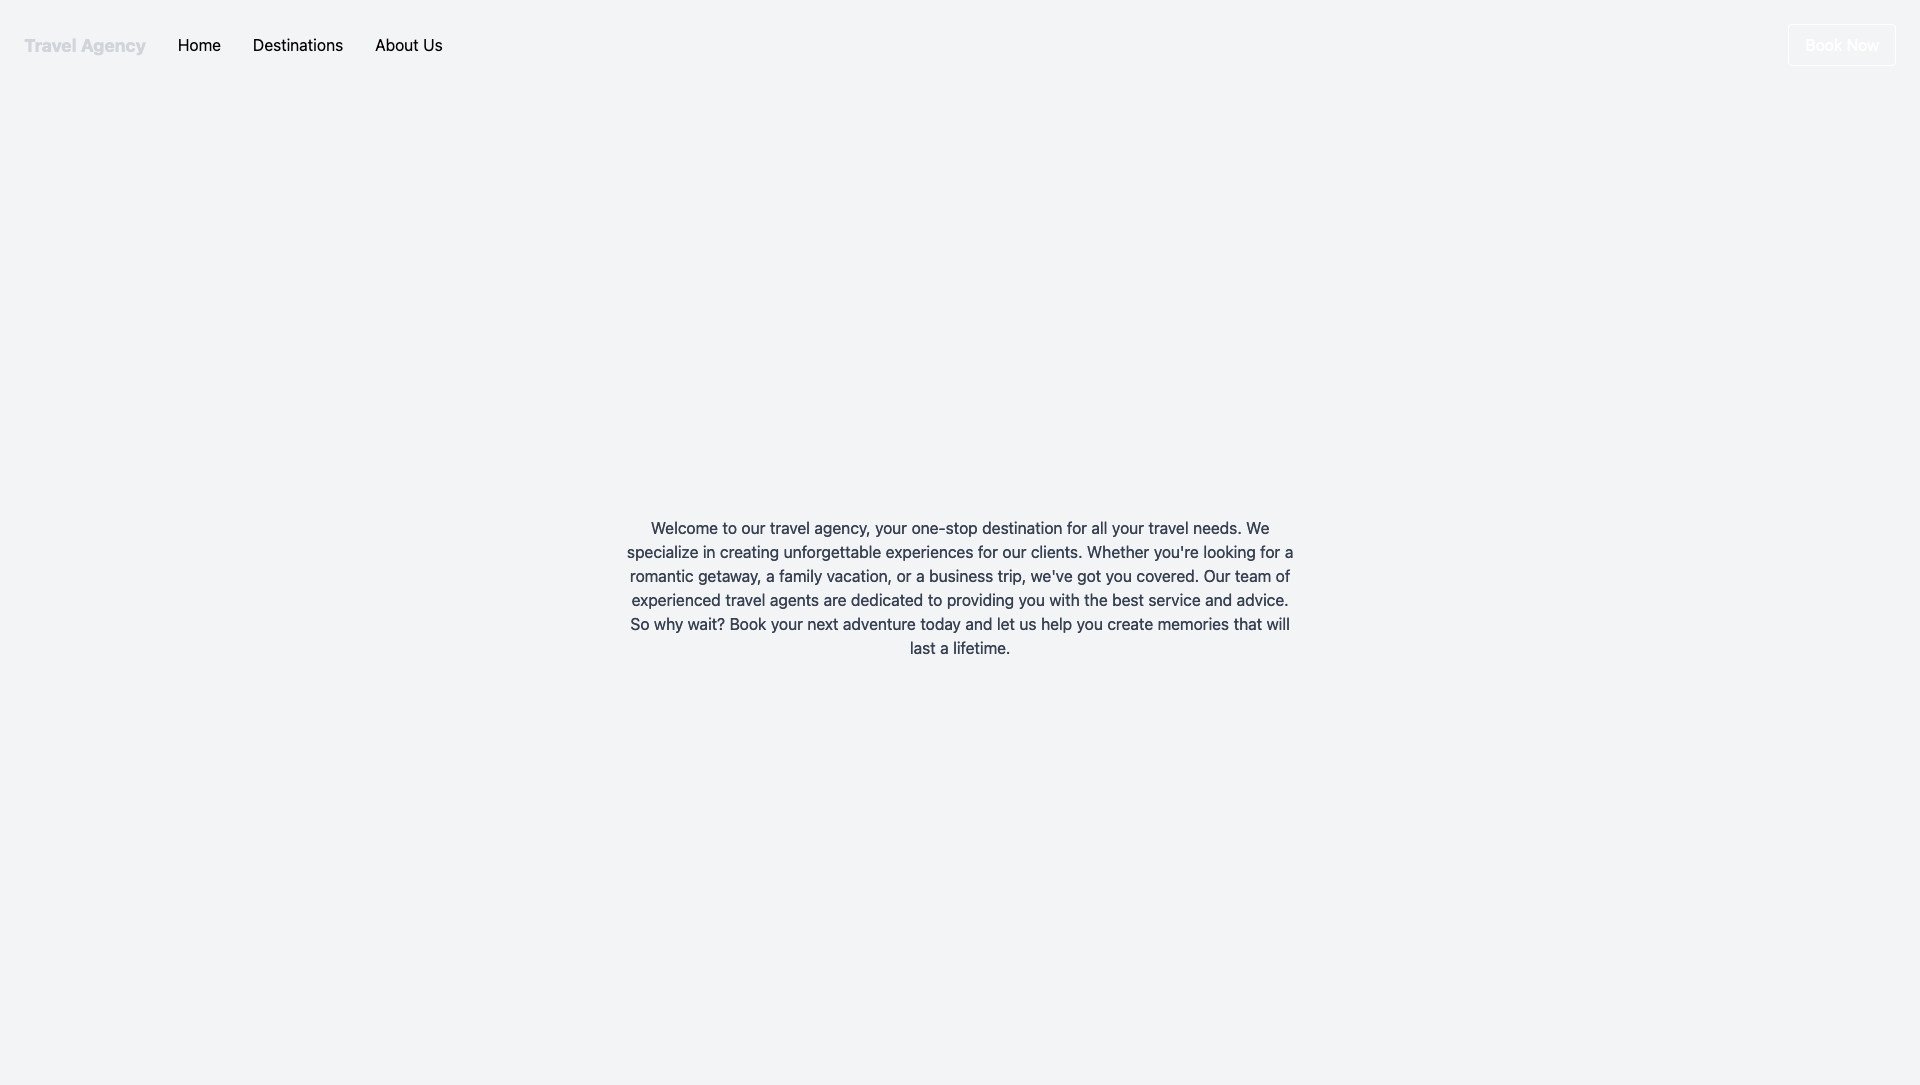 Travel Agency
Home
Destinations
About Us
Book Now
Welcome to our travel agency, your one-stop destination for all your travel needs. We
specialize in creating unforgettable experiences for our clients. Whether you're looking for a
romantic getaway, a family vacation, or a business trip, we've got you covered. Our team of
experienced travel agents are dedicated to providing you with the best service and advice.
So why wait? Book your next adventure today and let us help you create memories that will
last a lifetime.